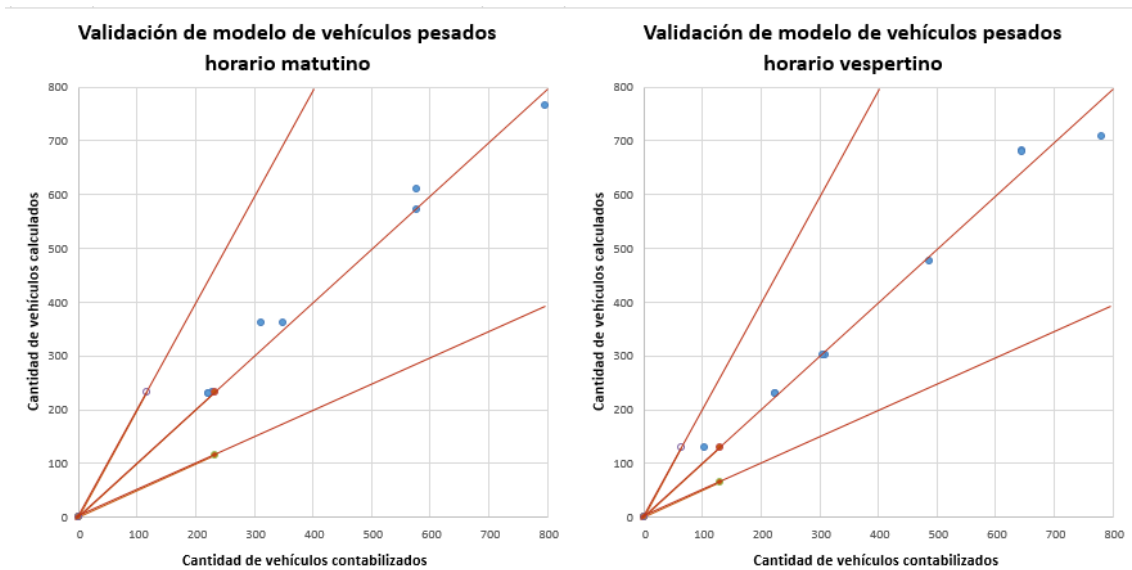 Validación de modelo de vehículos pesados
horario matutino
800
700
600
500
400
300
200
100
0
0 100 200 300 400 500 600 700 800
Cantidad de vehículos calculados
Cantidad de vehículos contabilizados
Validación de modelo de vehículos pesados
horario vespertino
800
700
600
500
400
300
200
100
0
0 100 200 300 400 500 600 700 800
Cantidad de vehículos calculados
Cantidad de vehículos contabilizados